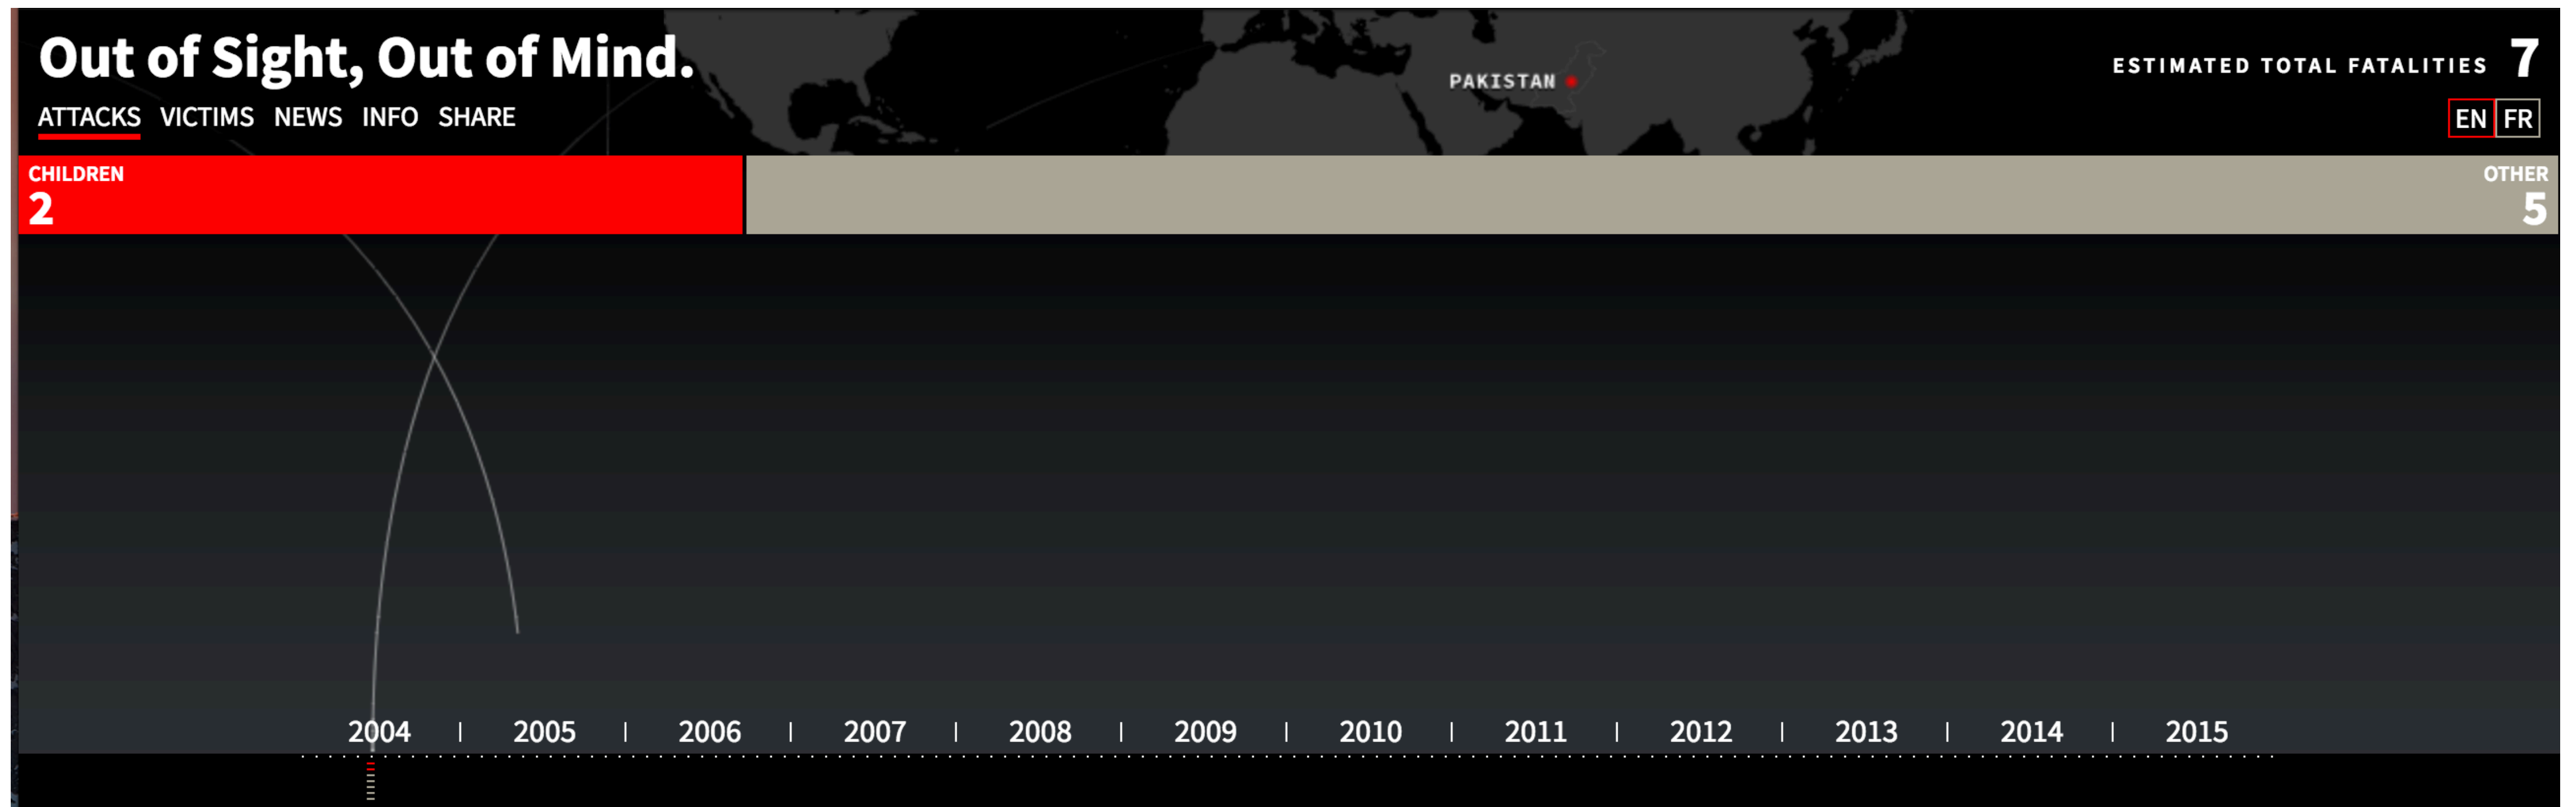 Out of Sight, Out of Mind.
ATTACKS VICTIMS NEWS INFO SHARE
PAKISTAN
ESTIMATED TOTAL FATALITIES 7
EN FR
CHILDREN
2
OTHER
5
2004 | 2005 | 2006 | 2007 | 2008 | 2009 | 2010 | 2011 | 2012 | 2013 | 2014 | 2015